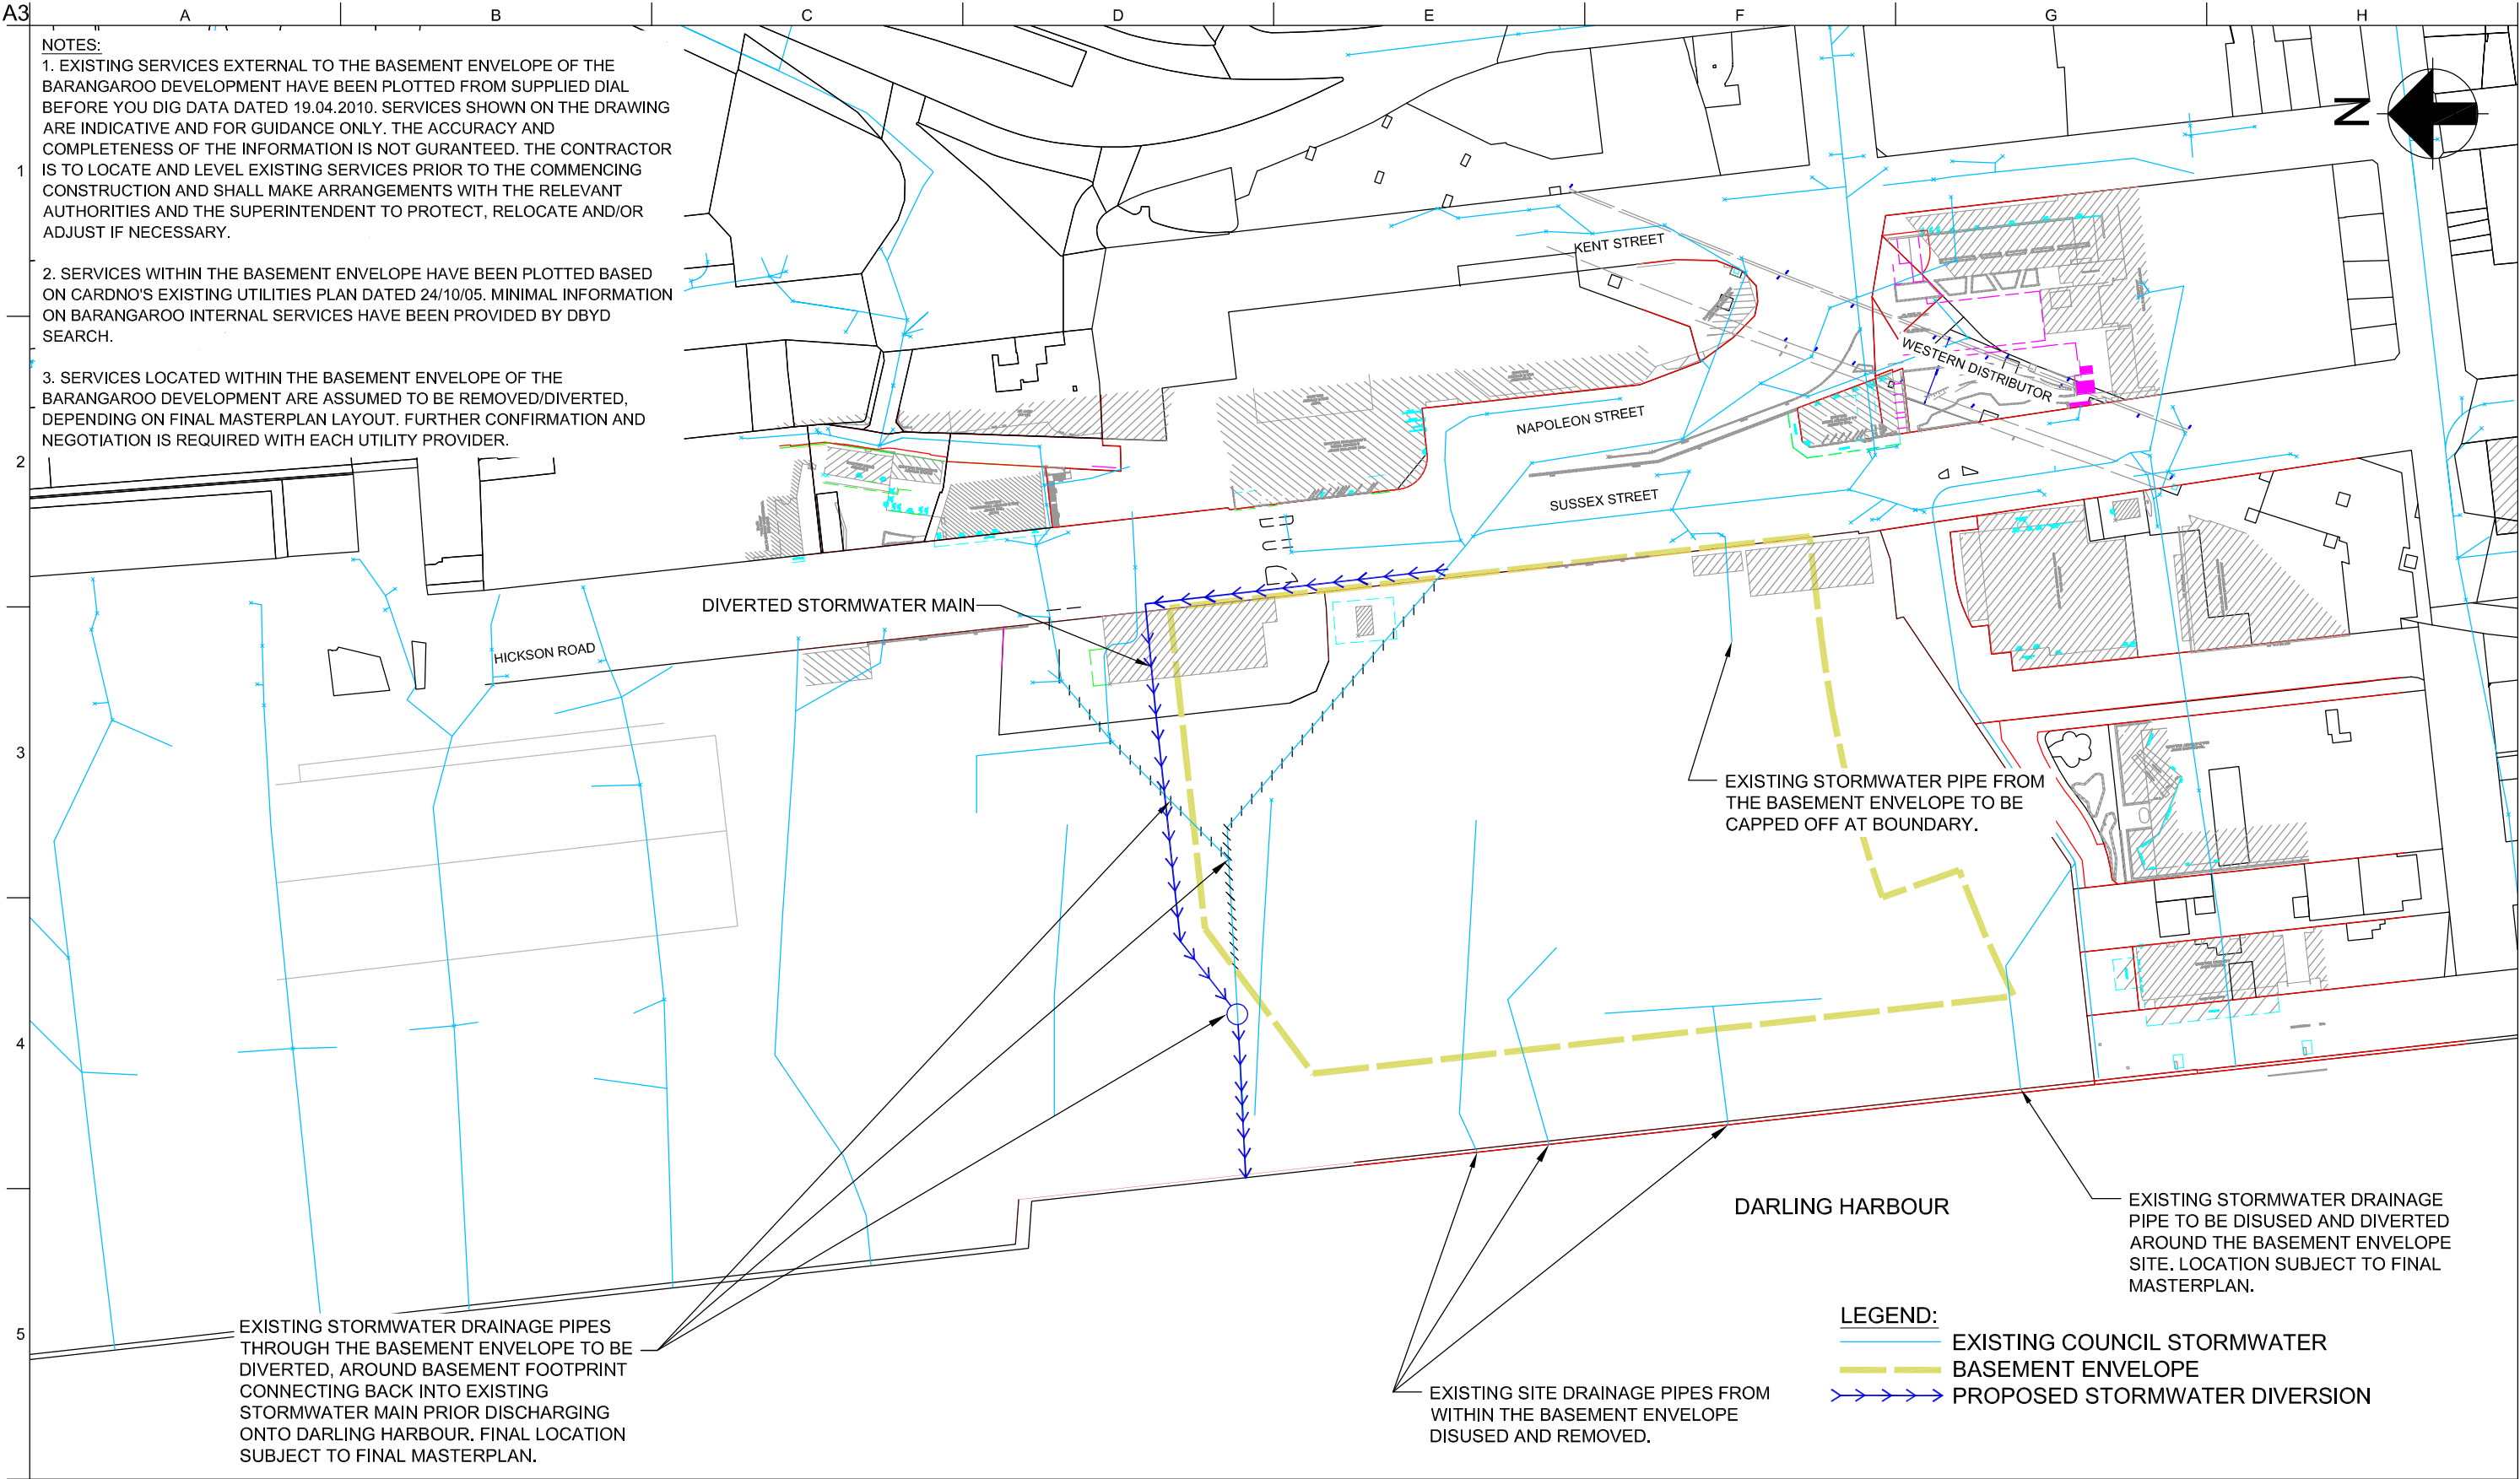 A3
A
B
C
D
E
F
G
H
1
2
3
4
5
NOTES:
1. EXISTING SERVICES EXTERNAL TO THE BASEMENT ENVELOPE OF THE
BARANGAROO DEVELOPMENT HAVE BEEN PLOTTED FROM SUPPLIED DIAL
BEFORE YOU DIG DATA DATED 19.04.2010. SERVICES SHOWN ON THE DRAWING
ARE INDICATIVE AND FOR GUIDANCE ONLY. THE ACCURACY AND
COMPLETENESS OF THE INFORMATION IS NOT GURANTEED. THE CONTRACTOR
IS TO LOCATE AND LEVEL EXISTING SERVICES PRIOR TO THE COMMENCING
CONSTRUCTION AND SHALL MAKE ARRANGEMENTS WITH THE RELEVANT
AUTHORITIES AND THE SUPERINTENDENT TO PROTECT, RELOCATE AND/OR
ADJUST IF NECESSARY.
2. SERVICES WITHIN THE BASEMENT ENVELOPE HAVE BEEN PLOTTED BASED
ON CARDNO'S EXISTING UTILITIES PLAN DATED 24/10/05. MINIMAL INFORMATION
ON BARANGAROO INTERNAL SERVICES HAVE BEEN PROVIDED BY DBYD
SEARCH.
3. SERVICES LOCATED WITHIN THE BASEMENT ENVELOPE OF THE
BARANGAROO DEVELOPMENT ARE ASSUMED TO BE REMOVED/DIVERTED,
DEPENDING ON FINAL MASTERPLAN LAYOUT. FURTHER CONFIRMATION AND
NEGOTIATION IS REQUIRED WITH EACH UTILITY PROVIDER.
N
KENT STREET
WESTERN DISTRIBUTOR
NAPOLEON STREET
SUSSEX STREET
DIVERTED STORMWATER MAIN
HICKSON ROAD
EXISTING STORMWATER PIPE FROM
THE BASEMENT ENVELOPE TO BE
CAPPED OFF AT BOUNDARY.
DARLING HARBOUR
EXISTING STORMWATER DRAINAGE
PIPE TO BE DISUSED AND DIVERTED
AROUND THE BASEMENT ENVELOPE
SITE. LOCATION SUBJECT TO FINAL
MASTERPLAN.
EXISTING STORMWATER DRAINAGE PIPES
THROUGH THE BASEMENT ENVELOPE TO BE
DIVERTED, AROUND BASEMENT FOOTPRINT
CONNECTING BACK INTO EXISTING
STORMWATER MAIN PRIOR DISCHARGING
ONTO DARLING HARBOUR. FINAL LOCATION
SUBJECT TO FINAL MASTERPLAN.
EXISTING SITE DRAINAGE PIPES FROM
WITHIN THE BASEMENT ENVELOPE
DISUSED AND REMOVED.
LEGEND:
EXISTING COUNCIL STORMWATER
BASEMENT ENVELOPE
PROPOSED STORMWATER DIVERSION